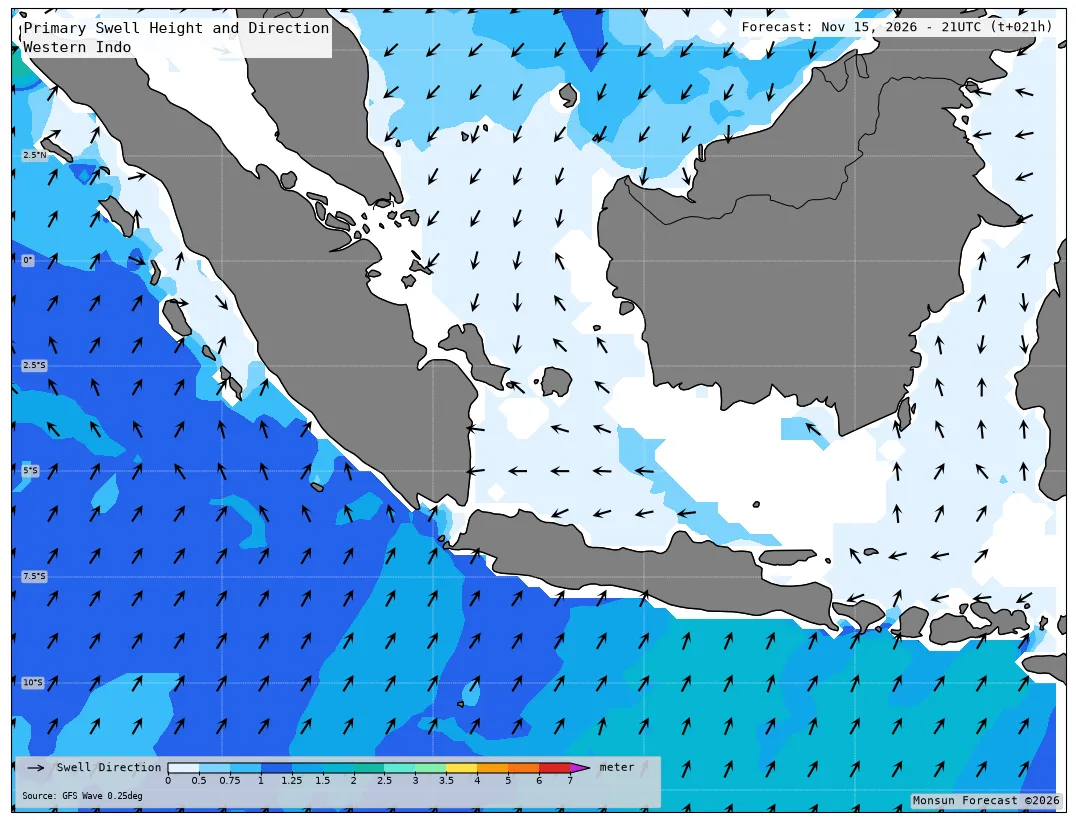 Primary Swell Height and Direction
Western Indo
Forecast: Nov 15, 2026 - 21UTC (t+021h)
2.5°N
0°
2.5°S
5°S
7.5°S
10°S
Swell Direction
0 0.5 0.75 1 1.25 1.5 2 2.5 3 3.5 4 5 6 7
meter
Source: GFS Wave 0.25deg
Monsun Forecast ©2026